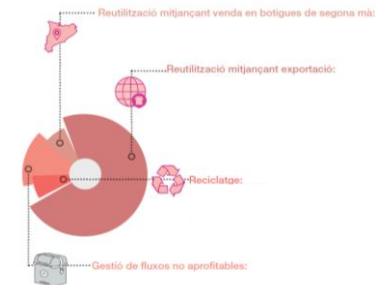 Reutilització mitjançant venda en botigues de segona mà:
Reutilització mitjançant exportació:
Reciclatge:
Gestió de fluxos no aprofitables: